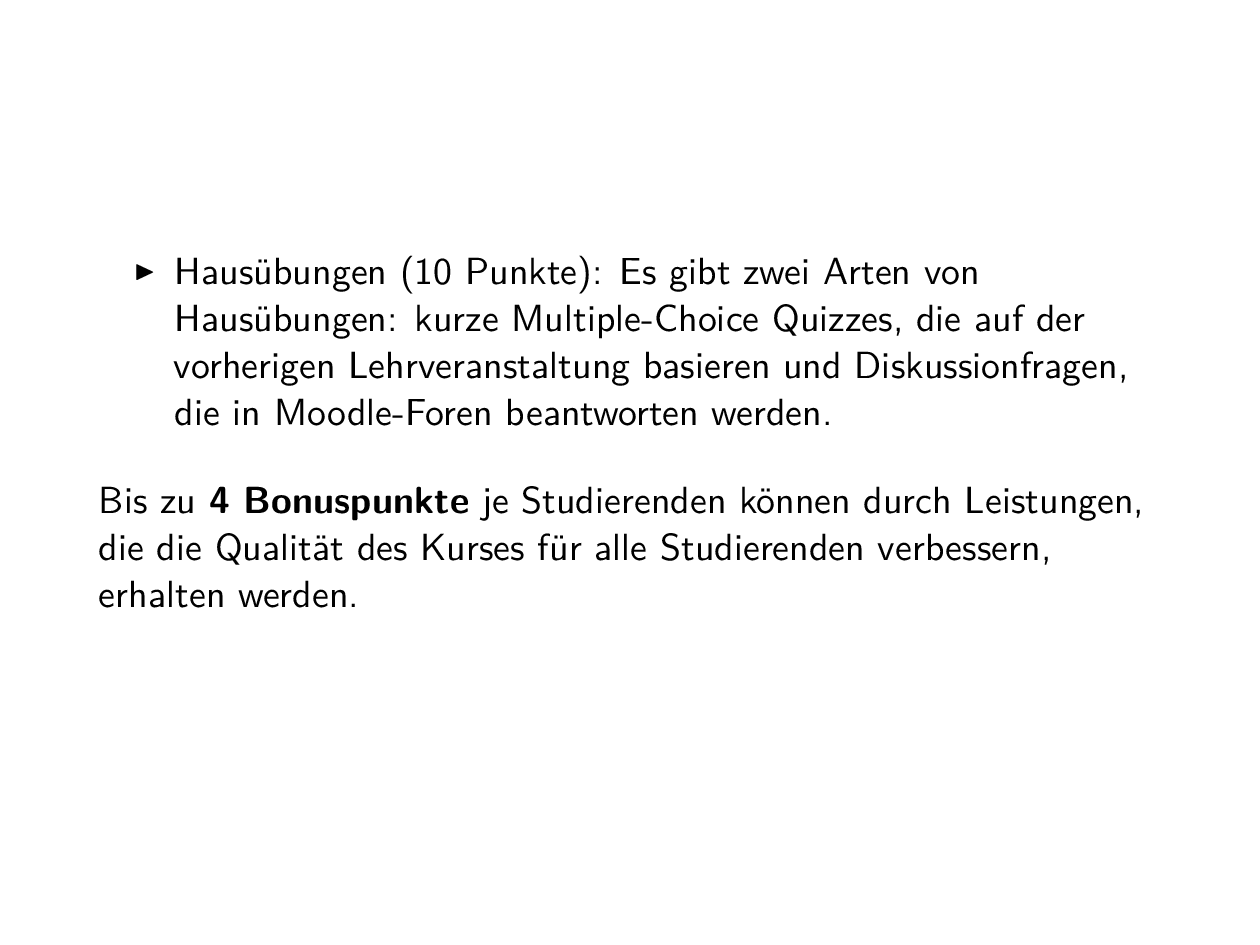 ▶ Hausübungen (10 Punkte): Es gibt zwei Arten von
Hausübungen: kurze Multiple-Choice Quizzes, die auf der
vorherigen Lehrveranstaltung basieren und Diskussionfragen,
die in Moodle-Foren beantworten werden.
Bis zu 4 Bonuspunkte je Studierenden können durch Leistungen,
die die Qualität des Kurses für alle Studierenden verbessern,
erhalten werden.